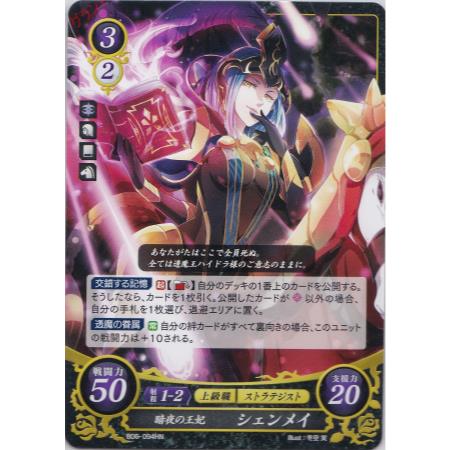 3
2
あなたがたはここで全員死ぬ。
全ては透魔王ハイドラ様のご意志のままに。
交錯する記憶 起 【 】自分のデッキの1番上のカードを公開する。
そうしたなら、カードを1枚引く。公開したカードが 以外の場合、
自分の手札を1枚選び、退避エリアに置く。
透魔の眷属 常 自分の絆カードがすべて裏向きの場合、このユニット
の戦闘力は+10される。
戦闘力
50
射程 1-2
上級職
ストラテジスト
支援力
20
暗夜の王妃 シェンメイ
B06-094HN
Illust:冬空 実